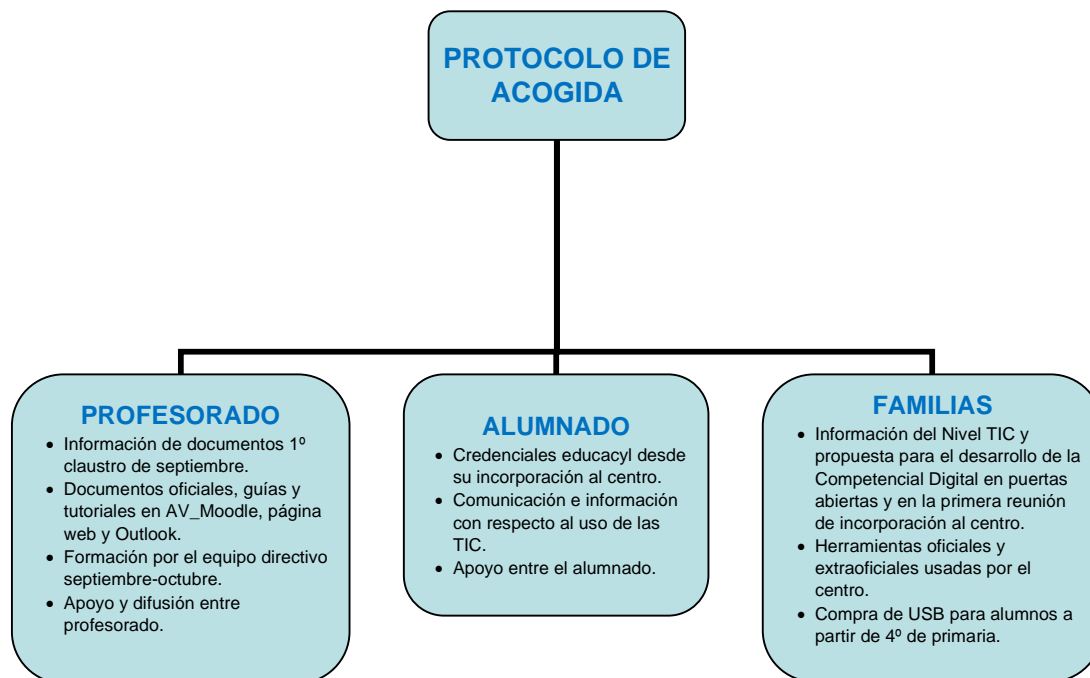 PROTOCOLO DE
ACOGIDA
PROFESORADO
• Información de documentos 1º
claustro de septiembre.
• Documentos oficiales, guías y
tutoriales en AV_Moodle, página
web y Outlook.
• Formación por el equipo directivo
septiembre-octubre.
• Apoyo y difusión entre
profesorado.
ALUMNADO
• Credenciales educacyl desde
su incorporación al centro.
• Comunicación e información
con respecto al uso de las
TIC.
• Apoyo entre el alumnado.
FAMILIAS
• Información del Nivel TIC y
propuesta para el desarrollo de la
Competencial Digital en puertas
abiertas y en la primera reunión
de incorporación al centro.
• Herramientas oficiales y
extraoficiales usadas por el
centro.
• Compra de USB para alumnos a
partir de 4º de primaria.